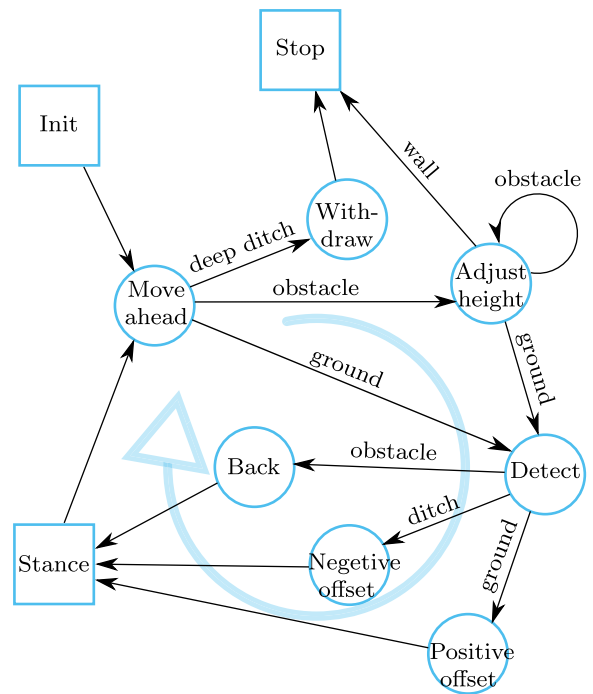 Stop
Init
wall
obstacle
With-
draw
deep ditch
Move
ahead
obstacle
Adjust
height
ground
ground
Back
obstacle
Detect
ditch
Stance
Negetive
offset
ground
Positive
offset